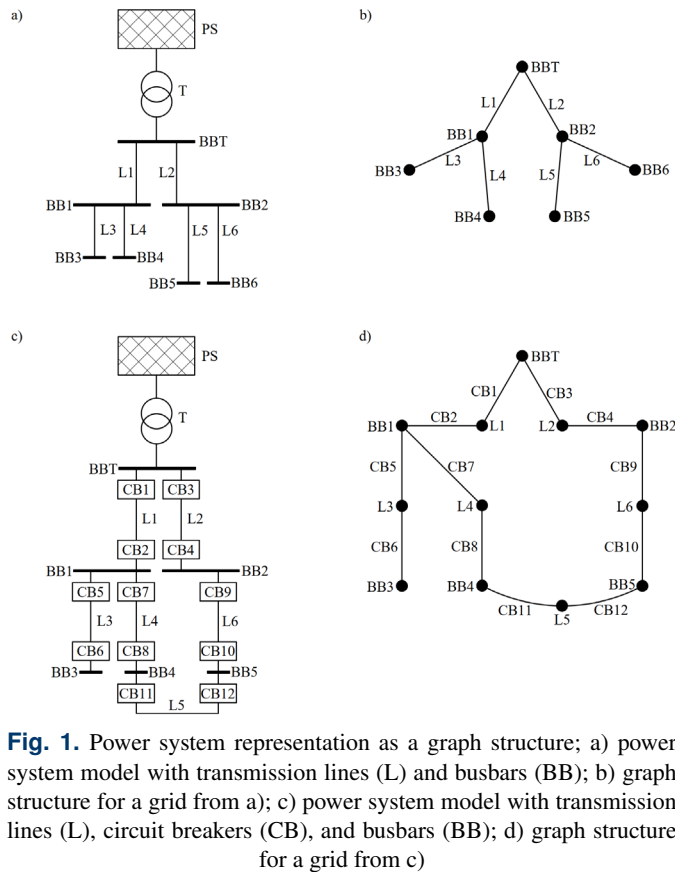 a)
PS
T
BBT
L1 L2
BB1 BB2
L3 L4 L5 L6
BB3 BB4
BB5 BB6
b)
BBT
L1 L2
BB1 BB2
L3 L6
BB3 L4 L5 BB6
BB4 BB5
c)
PS
T
BBT
CB1 CB3
L1 L2
CB2 CB4
BB1 BB2
CB5 CB7 CB9
L3 L4 L6
CB6 CB8 CB10
BB3 BB4 BB5
CB11 CB12
L5
d)
BBT
CB1 CB3
CB2 CB4
BB1 L1 L2 BB2
CB5 CB7 CB9
L3 L4 L6
CB6 CB8 CB10
BB3 BB4 BB5
CB11 CB12
L5
Fig. 1. Power system representation as a graph structure; a) power
system model with transmission lines (L) and busbars (BB); b) graph
structure for a grid from a); c) power system model with transmission
lines (L), circuit breakers (CB), and busbars (BB); d) graph structure
for a grid from c)